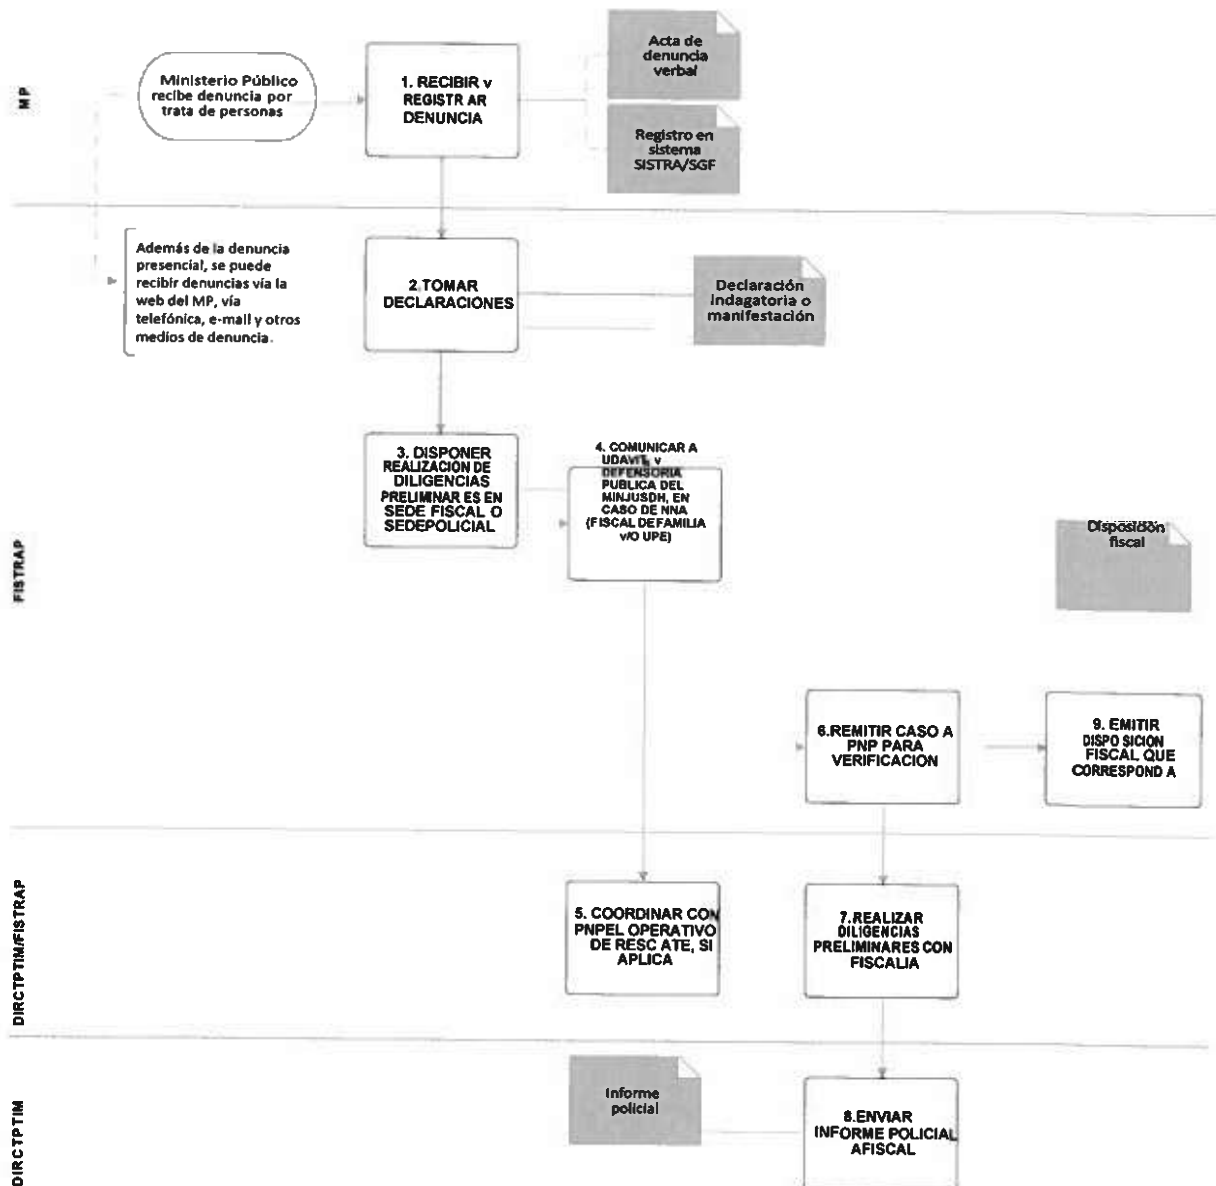 MP
Ministerio Público
recibe denuncia por
trata de personas
1. RECIBIR v
REGISTR AR
DENUNCIA
Acta de
denuncia
verbal
Registro en
sistema
SISTRA/SGF
FISTRAP
Además de la denuncia
presencial, se puede
recibir denuncias vía la
web del MP, vía
telefónica, e-mail y otros
medios de denuncia.
2.TOMAR
DECLARACIONES
Declaración
indagatoria o
manifestación
3. DISPONER
REALIZACION DE
DILIGENCIAS
PRELIMINAR ES EN
SEDE FISCAL O
SEDEPOLICIAL
4. COMUNICAR A
UDAVIT, v
DEFENSORIA
PUBLICA DEL
MINJUSDH, EN
CASO DE NNA
(FISCAL DEFAMILIA
v/O UPE)
Disposición
fiscal
6.REMITIR CASO A
PNP PARA
VERIFICACION
9. EMITIR
DISPO SICION
FISCAL QUE
CORRESPOND A
DIRCTPTIM/FISTRAP
5. COORDINAR CON
PNPEL OPERATIVO
DE RESC ATE, SI
APLICA
7.REALIZAR
DILIGENCIAS
PRELIMINARES CON
FISCALIA
DIRCTPTIM
Informe
policial
8.ENVIAR
INFORME POLICIAL
AFISCAL